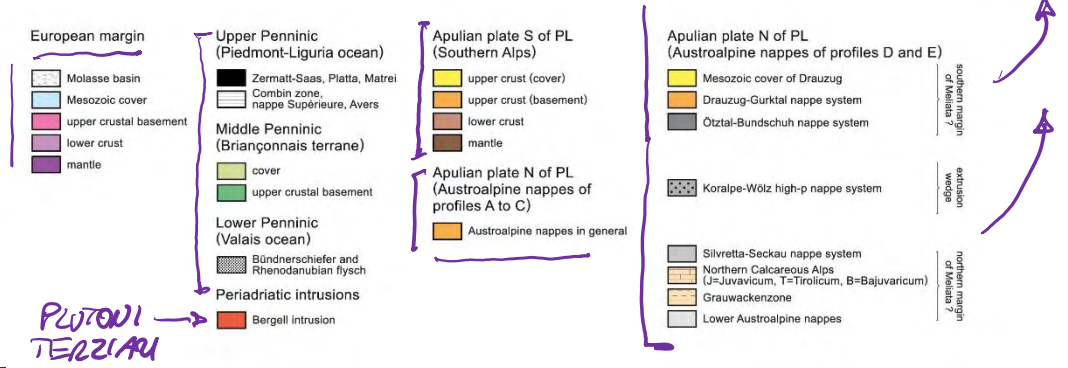 European margin
Molasse basin
Mesozoic cover
upper crustal basement
lower crust
mantle
Upper Penninic
(Piedmont-Liguria ocean)
Zermatt-Saas, Platta, Matrei
Combin zone,
nappe Supérieure, Avers
Middle Penninic
(Briançonnais terrane)
cover
upper crustal basement
Lower Penninic
(Valais ocean)
Bündnerschiefer and
Rhenodanubian flysch
Periadriatic intrusions
Bergell intrusion
PLUTONI
TERZIARI
Apulian plate S of PL
(Southern Alps)
upper crust (cover)
upper crust (basement)
lower crust
mantle
Apulian plate N of PL
(Austroalpine nappes of
profiles A to C)
Austroalpine nappes in general
Apulian plate N of PL
(Austroalpine nappes of profiles D and E)
Mesozoic cover of Drauzug
Drauzug-Gurktal nappe system
Ötztal-Bundschuh nappe system
southern margin
of Meliata ?
Koralpe-Wölz high-p nappe system
extrusion
wedge
Silvretta-Seckau nappe system
Northern Calcareous Alps
(J=Juvavicum, T=Tirolicum, B=Bajuvaricum)
Grauwackenzone
Lower Austroalpine nappes
northern margin
of Meliata ?